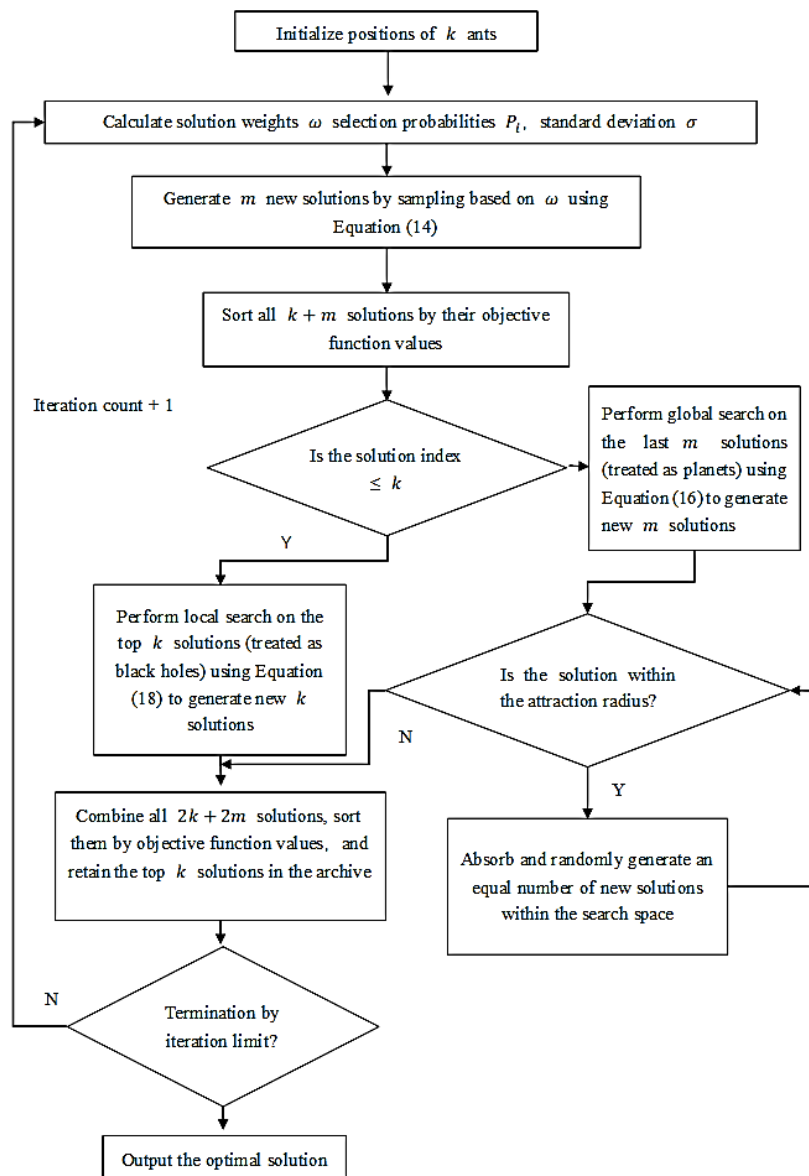 Initialize positions of k ants
Calculate solution weights ω selection probabilities P_i, standard deviation σ
Generate m new solutions by sampling based on ω using
Equation (14)
Sort all k + m solutions by their objective
function values
Iteration count + 1
Is the solution index
≤ k
Perform global search on
the last m solutions
(treated as planets) using
Equation (16) to generate
new m solutions
Y
Perform local search on the
top k solutions (treated as
black holes) using Equation
(18) to generate new k
solutions
Is the solution within
the attraction radius?
N
Y
Combine all 2k + 2m solutions, sort
them by objective function values, and
retain the top k solutions in the archive
Absorb and randomly generate an
equal number of new solutions
within the search space
N
Termination by
iteration limit?
Output the optimal solution